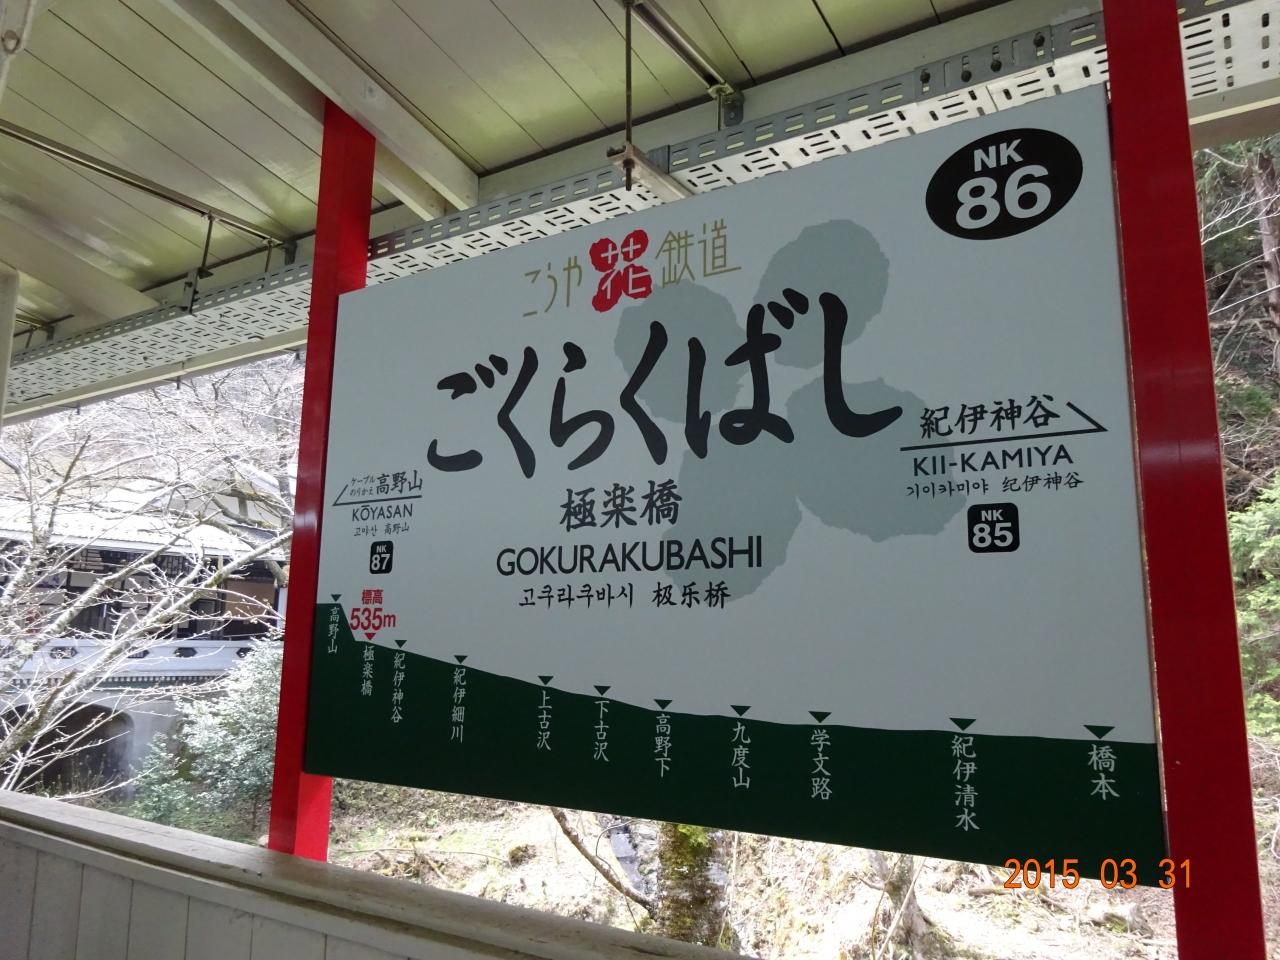 NK
86
こうや花鉄道
ごくらくばし
極楽橋
GOKURAKUBASHI
고쿠라쿠바시 极乐桥
ケーブル
のりかえ
高野山
KŌYASAN
고야산 高野山
NK
87
紀伊神谷
KII-KAMIYA
기이카미야 纪伊神谷
NK
85
標高
535m
高野山
極楽橋
紀伊神谷
紀伊細川
上古沢
下古沢
高野下
九度山
学文路
紀伊清水
橋本
2015 03 31